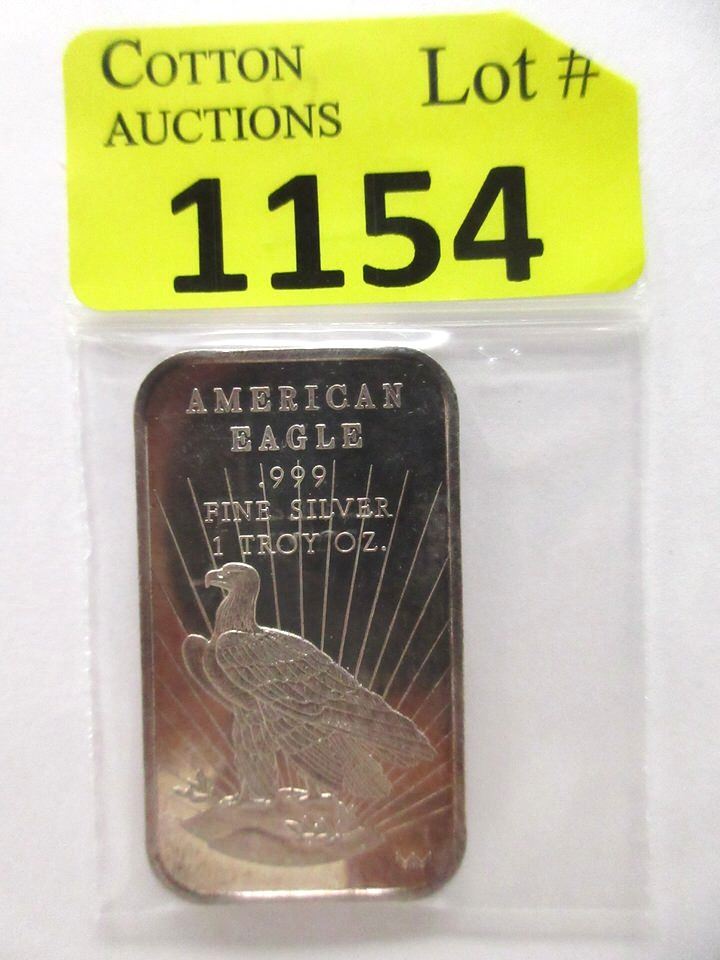 COTTON
AUCTIONS
Lot #
1154
AMERICAN
EAGLE
.999
FINE SILVER
1 TROY OZ.